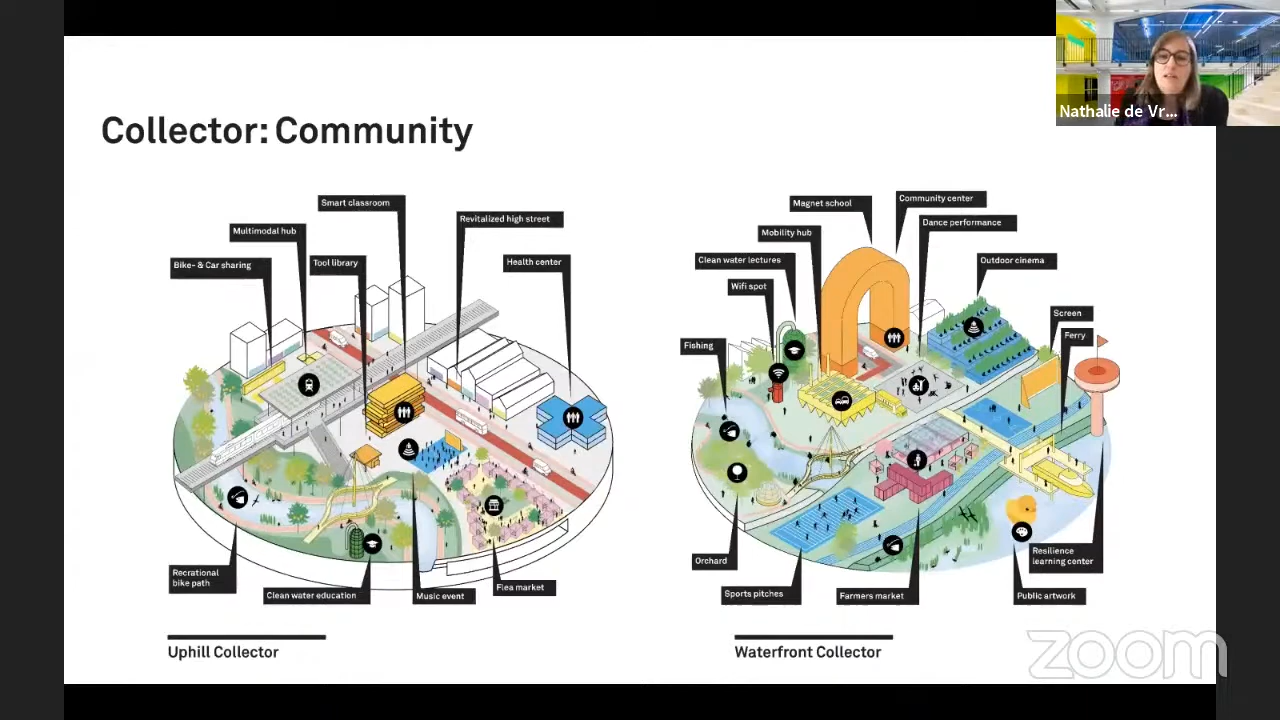 Nathalie de Vr...
Collector: Community
Smart classroom
Revitalized high street
Multimodal hub
Bike- & Car sharing
Tool library
Health center
Recrational
bike path
Clean water education
Music event
Flea market
Uphill Collector
Magnet school
Community center
Mobility hub
Dance performance
Clean water lectures
Outdoor cinema
Wifi spot
Screen
Fishing
Ferry
Orchard
Resilience
learning center
Sports pitches
Farmers market
Public artwork
Waterfront Collector
zoom